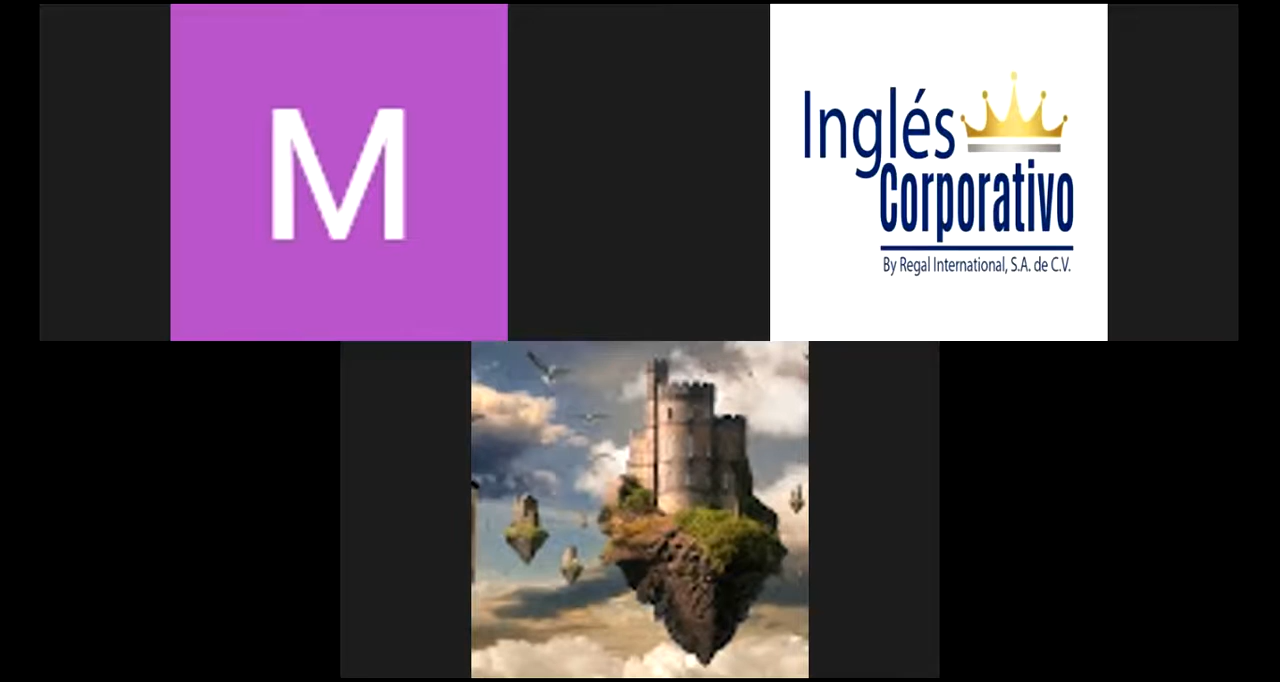 M
Inglés
Corporativo
By Regal International, S.A. de C.V.